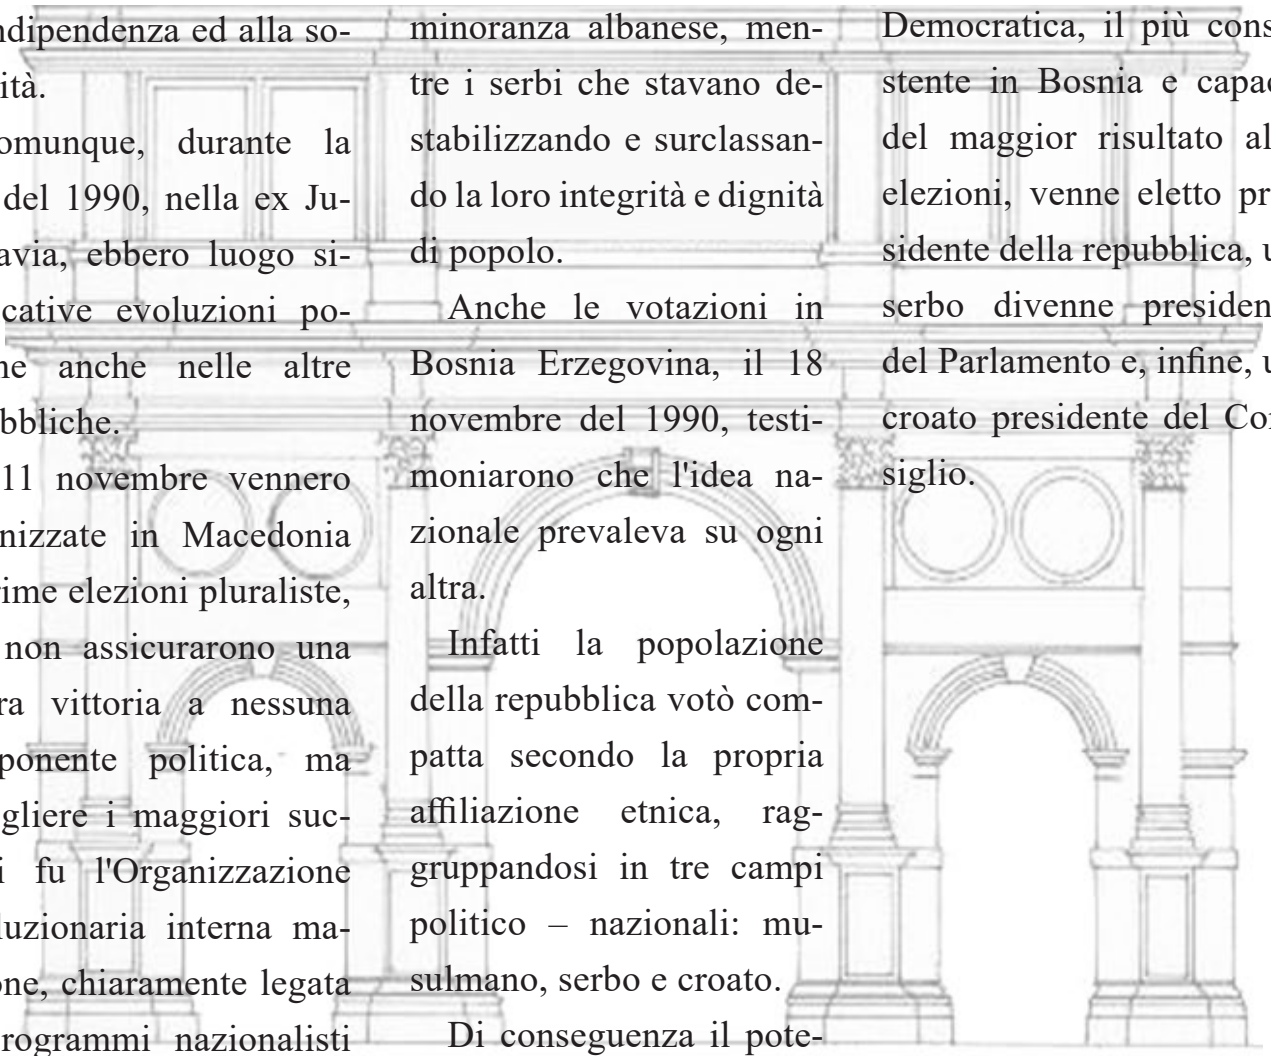 ndipendenza ed alla so-
ità.
omunque, durante la
del 1990, nella ex Ju-
avia, ebbero luogo si-
cative evoluzioni po-
he anche nelle altre
bbliche.
11 novembre vennero
nizzate in Macedonia
rime elezioni pluraliste,
non assicurarono una
ra vittoria a nessuna
ponente politica, ma
gliere i maggiori suc-
i fu l'Organizzazione
luzionaria interna ma-
one, chiaramente legata
rogrammi nazionalisti
minoranza albanese, men-
tre i serbi che stavano de-
stabilizzando e surclassan-
do la loro integrità e dignità
di popolo.
Anche le votazioni in
Bosnia Erzegovina, il 18
novembre del 1990, testi-
moniarono che l'idea na-
zionale prevaleva su ogni
altra.
Infatti la popolazione
della repubblica votò com-
patta secondo la propria
affiliazione etnica, rag-
gruppandosi in tre campi
politico – nazionali: mu-
sulmano, serbo e croato.
Di conseguenza il pote-
Democratica, il più cons
stente in Bosnia e capac
del maggior risultato al
elezioni, venne eletto pr
sidente della repubblica, u
serbo divenne presiden
del Parlamento e, infine, u
croato presidente del Con
siglio.